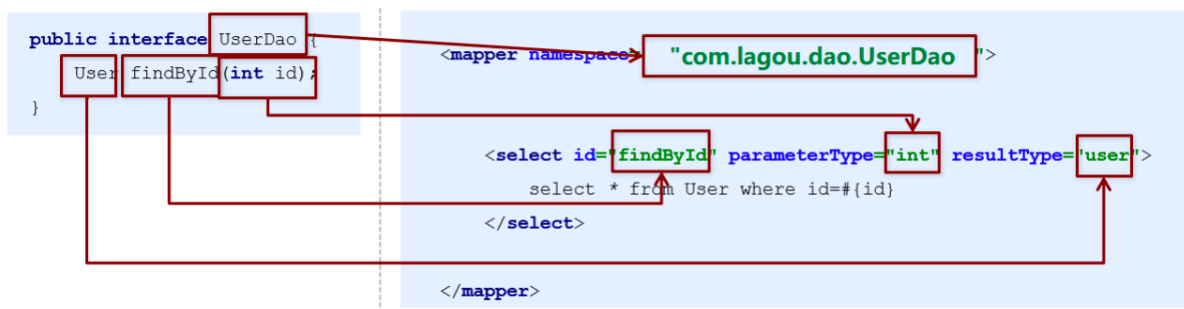 public interface UserDao {
User findById(int id);
}
<mapper namespace="com.lagou.dao.UserDao">
<select id="findById" parameterType="int" resultType="user">
select * from User where id=#{id}
</select>
</mapper>